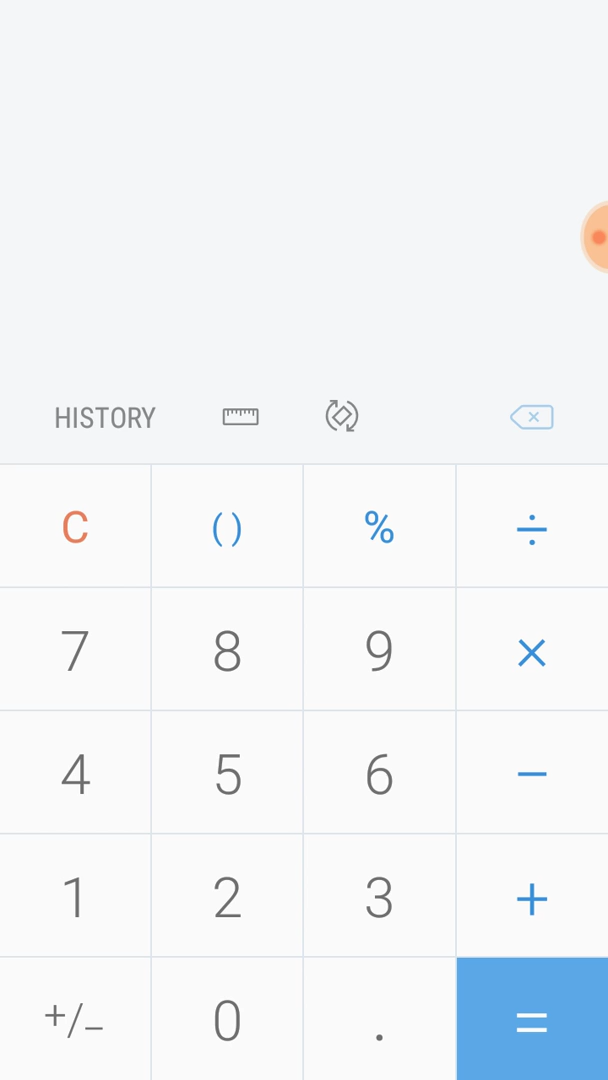 HISTORY
C ( ) % ÷
7 8 9 ×
4 5 6 −
1 2 3 +
+/− 0 . =